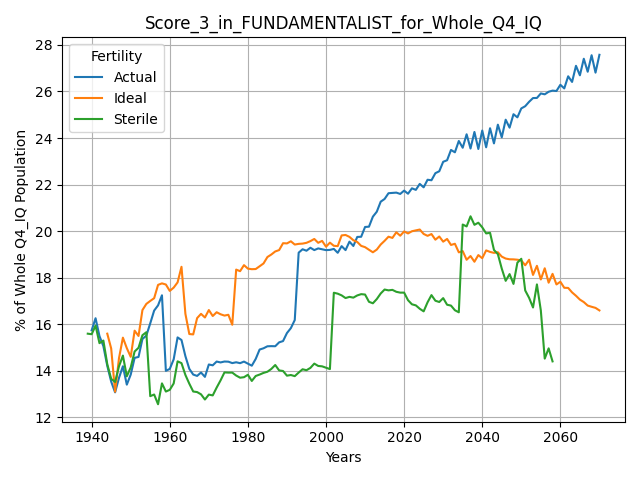 Score_3_in_FUNDAMENTALIST_for_Whole_Q4_IQ
Fertility
Actual
Ideal
Sterile
% of Whole Q4_IQ Population
28
26
24
22
20
18
16
14
12
1940
1960
1980
2000
2020
2040
2060
Years